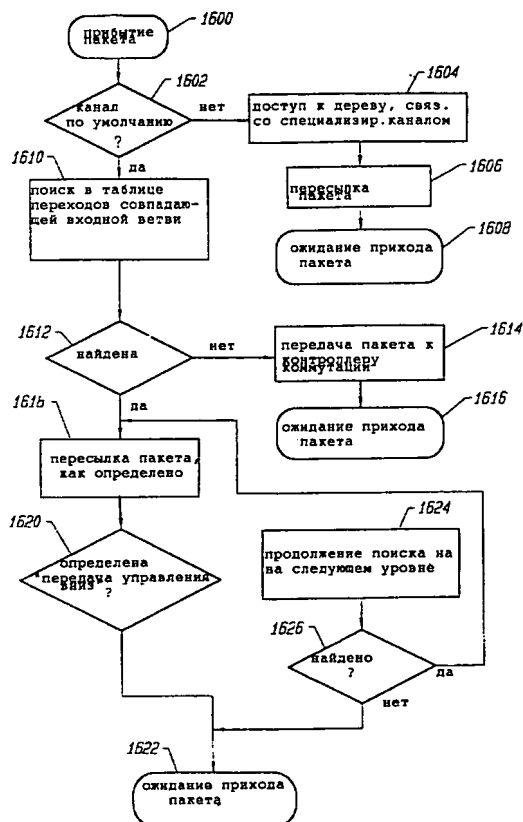 1600
прибытие
пакета
1602
канал
по умолчанию
?
нет
да
1604
доступ к дереву, связ.
со специализир.каналом
1606
пересылка
пакета
1608
ожидание прихода
пакета
1610
поиск в таблице
переходов совпадаю-
щей входной ветви
1612
найдена
нет
да
1614
передача пакета к
контроллеру
коммутации
1616
ожидание прихода
пакета
1618
пересылка пакета,
как определено
1620
определена
"передача управления
вниз ?
1624
продолжение поиска на
на следующем уровне
1626
найдено
?
да
нет
1622
ожидание прихода
пакета